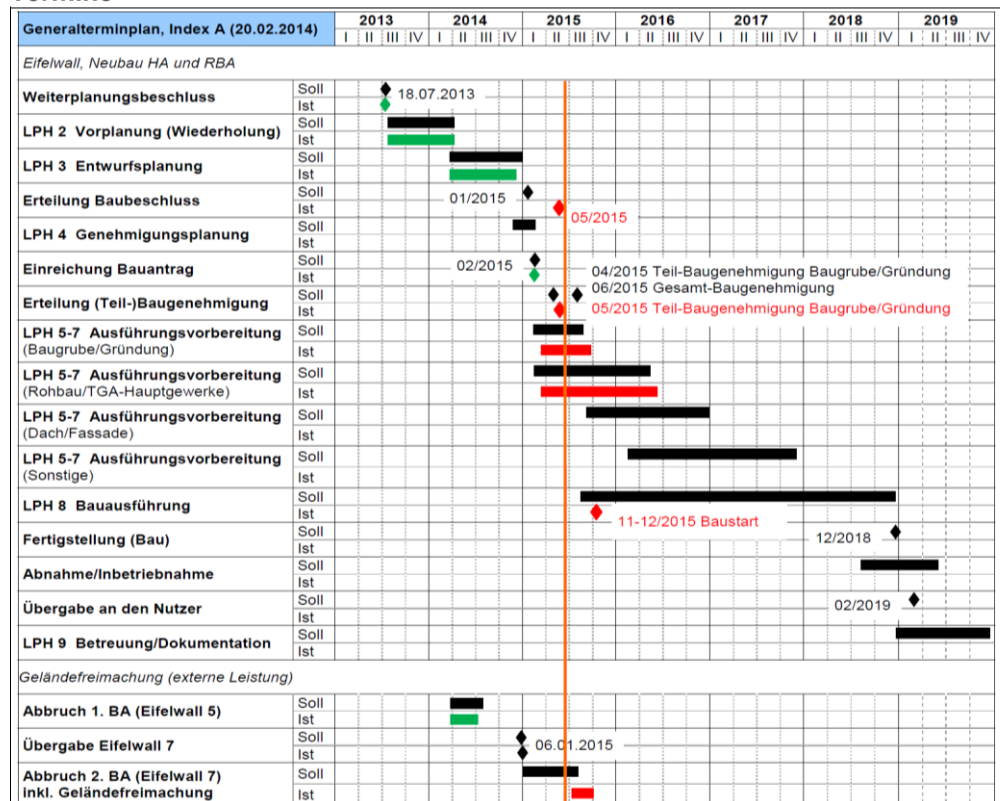 Generalterminplan, Index A (20.02.2014)
2013 2014 2015 2016 2017 2018 2019
I II III IV I II III IV I II III IV I II III IV I II III IV I II III IV I II III IV
Eifelwall, Neubau HA und RBA
Weiterplanungsbeschluss
Soll
Ist
18.07.2013
LPH 2 Vorplanung (Wiederholung)
Soll
Ist
LPH 3 Entwurfsplanung
Soll
Ist
Erteilung Baubeschluss
Soll
Ist
01/2015
05/2015
LPH 4 Genehmigungsplanung
Soll
Ist
Einreichung Bauantrag
Soll
Ist
02/2015
04/2015 Teil-Baugenehmigung Baugrube/Gründung
06/2015 Gesamt-Baugenehmigung
Erteilung (Teil-)Baugenehmigung
Soll
Ist
05/2015 Teil-Baugenehmigung Baugrube/Gründung
LPH 5-7 Ausführungsvorbereitung
(Baugrube/Gründung)
Soll
Ist
LPH 5-7 Ausführungsvorbereitung
(Rohbau/TGA-Hauptgewerke)
Soll
Ist
LPH 5-7 Ausführungsvorbereitung
(Dach/Fassade)
Soll
Ist
LPH 5-7 Ausführungsvorbereitung
(Sonstige)
Soll
Ist
LPH 8 Bauausführung
Soll
Ist
11-12/2015 Baustart
Fertigstellung (Bau)
Soll
Ist
12/2018
Abnahme/Inbetriebnahme
Soll
Ist
Übergabe an den Nutzer
Soll
Ist
02/2019
LPH 9 Betreuung/Dokumentation
Soll
Ist
Geländefreimachung (externe Leistung)
Abbruch 1. BA (Eifelwall 5)
Soll
Ist
Übergabe Eifelwall 7
Soll
Ist
06.01.2015
Abbruch 2. BA (Eifelwall 7)
inkl. Geländefreimachung
Soll
Ist